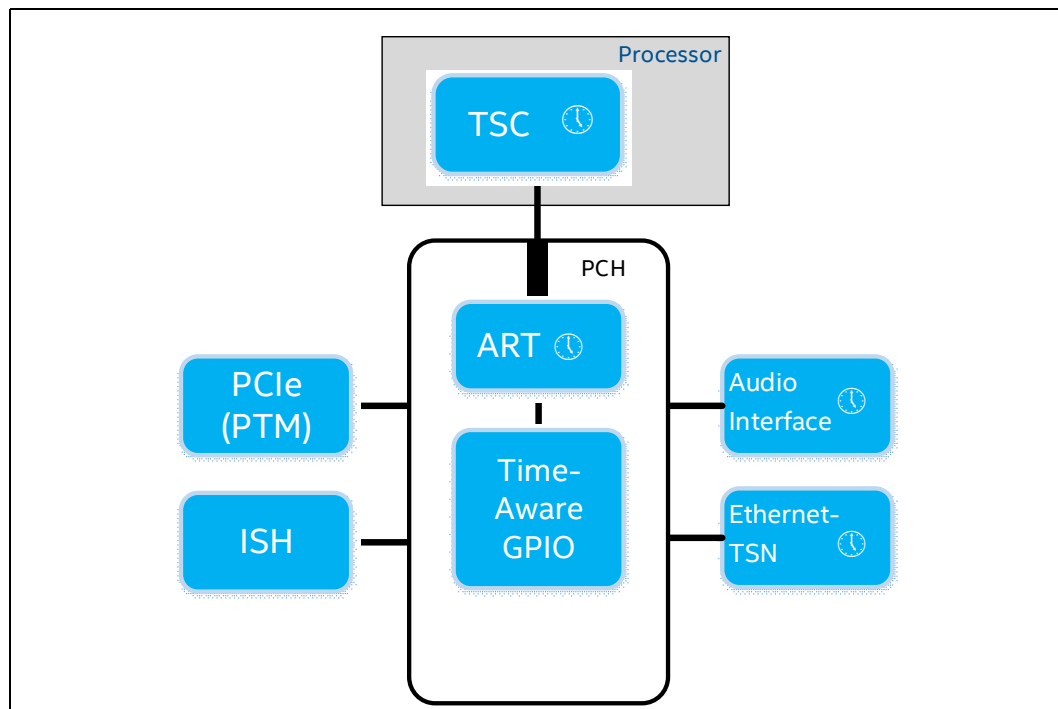 Processor
TSC
PCH
ART
PCIe
(PTM)
Audio
Interface
Time-
Aware
GPIO
ISH
Ethernet-
TSN